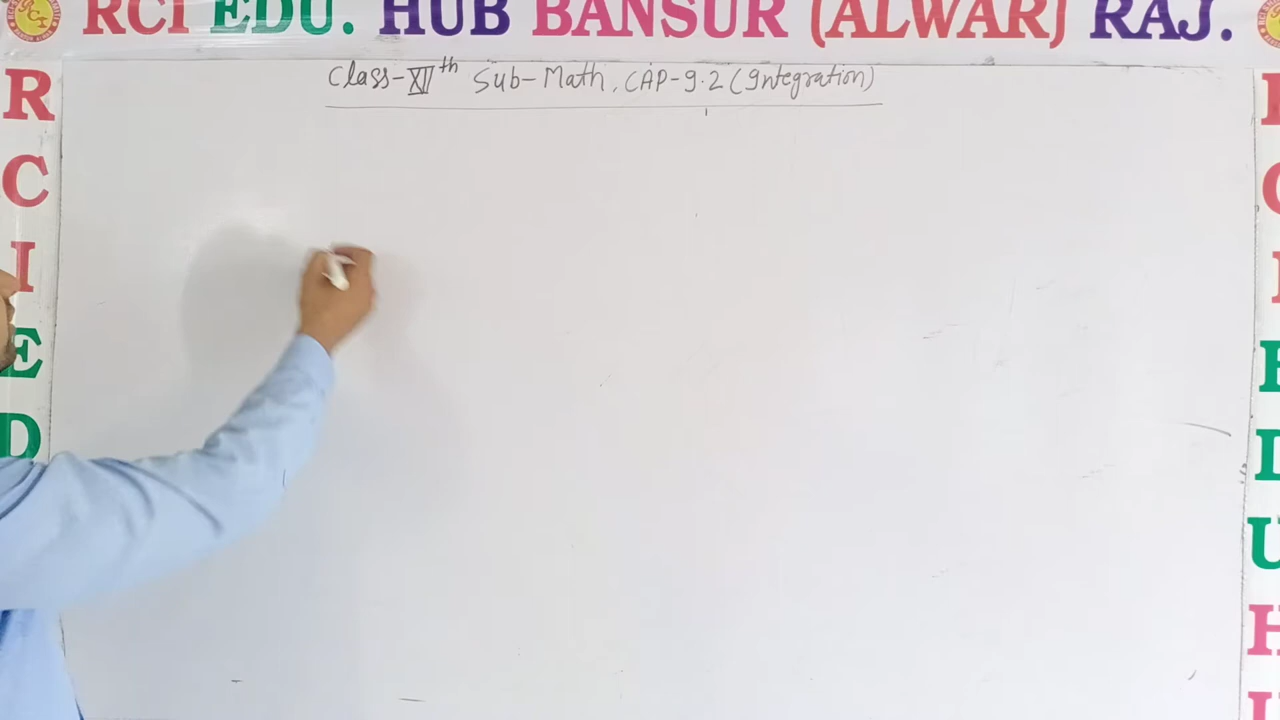 RCI EDU. HUB BANSUR (ALWAR) RAJ.
Class-XIIth Sub-Math, CAP-9.2 (Integration)
R
C
I
E
D
R
C
I
E
D
U
H
U